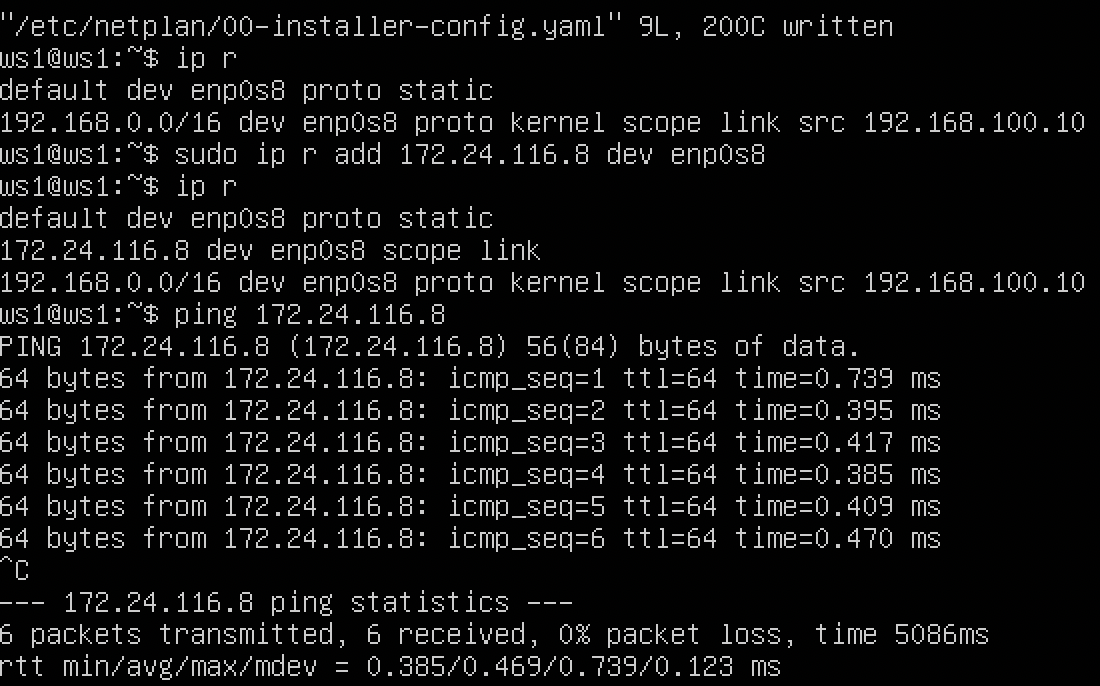 "/etc/netplan/00-installer-config.yaml" 9L, 200C written
ws1@ws1:~$ ip r
default dev enp0s8 proto static
192.168.0.0/16 dev enp0s8 proto kernel scope link src 192.168.100.10
ws1@ws1:~$ sudo ip r add 172.24.116.8 dev enp0s8
ws1@ws1:~$ ip r
default dev enp0s8 proto static
172.24.116.8 dev enp0s8 scope link
192.168.0.0/16 dev enp0s8 proto kernel scope link src 192.168.100.10
ws1@ws1:~$ ping 172.24.116.8
PING 172.24.116.8 (172.24.116.8) 56(84) bytes of data.
64 bytes from 172.24.116.8: icmp_seq=1 ttl=64 time=0.739 ms
64 bytes from 172.24.116.8: icmp_seq=2 ttl=64 time=0.395 ms
64 bytes from 172.24.116.8: icmp_seq=3 ttl=64 time=0.417 ms
64 bytes from 172.24.116.8: icmp_seq=4 ttl=64 time=0.385 ms
64 bytes from 172.24.116.8: icmp_seq=5 ttl=64 time=0.409 ms
64 bytes from 172.24.116.8: icmp_seq=6 ttl=64 time=0.470 ms
^C
--- 172.24.116.8 ping statistics ---
6 packets transmitted, 6 received, 0% packet loss, time 5086ms
rtt min/avg/max/mdev = 0.385/0.469/0.739/0.123 ms